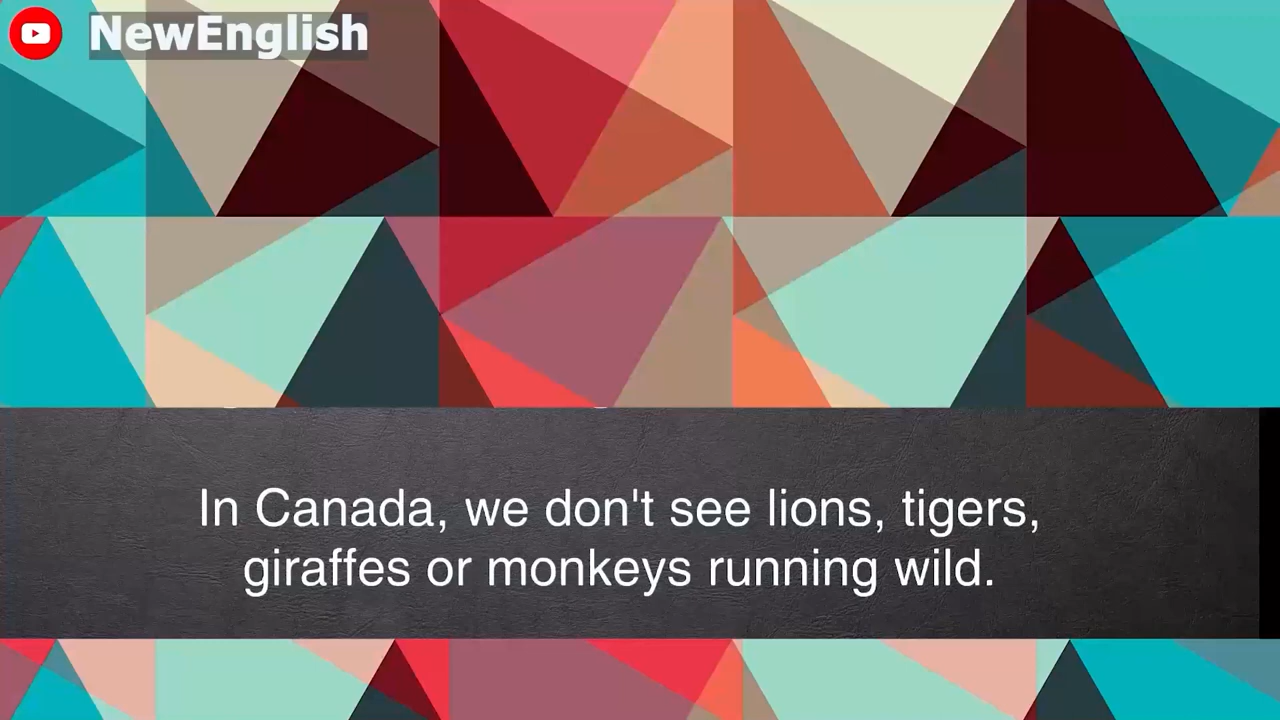 NewEnglish
In Canada, we don't see lions, tigers,
giraffes or monkeys running wild.